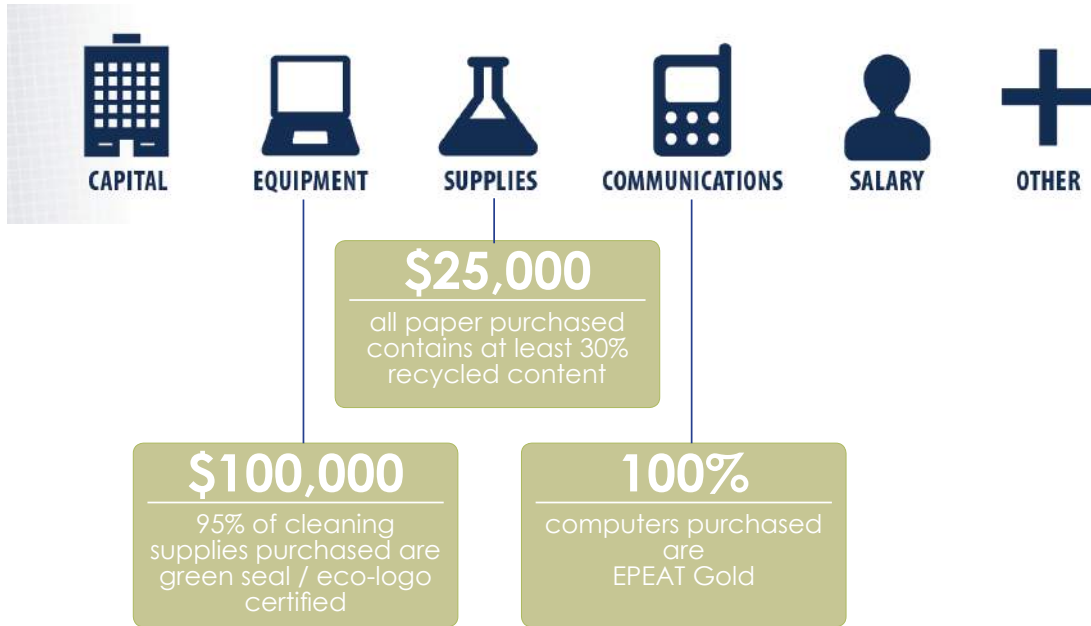 CAPITAL
EQUIPMENT
SUPPLIES
COMMUNICATIONS
SALARY
OTHER
$25,000
all paper purchased
contains at least 30%
recycled content
$100,000
95% of cleaning
supplies purchased are
green seal / eco-logo
certified
100%
computers purchased
are
EPEAT Gold